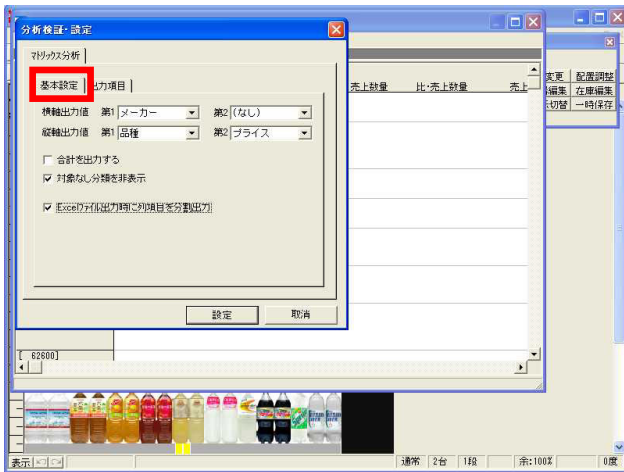 分析検証・設定
マトリックス分析
基本設定
出力項目
横軸出力値 第1 メーカー 第2 (なし)
縦軸出力値 第1 品種 第2 プライス
合計を出力する
対象なし分類を非表示
Excelファイル出力時に列項目を分割出力
設定 取消
売上数量 比・売上数量 売上
変更 配置調整
編集 在庫編集
切替 一時保存
[ 62600]
表示
通常 2台 1段 余:100% 0度